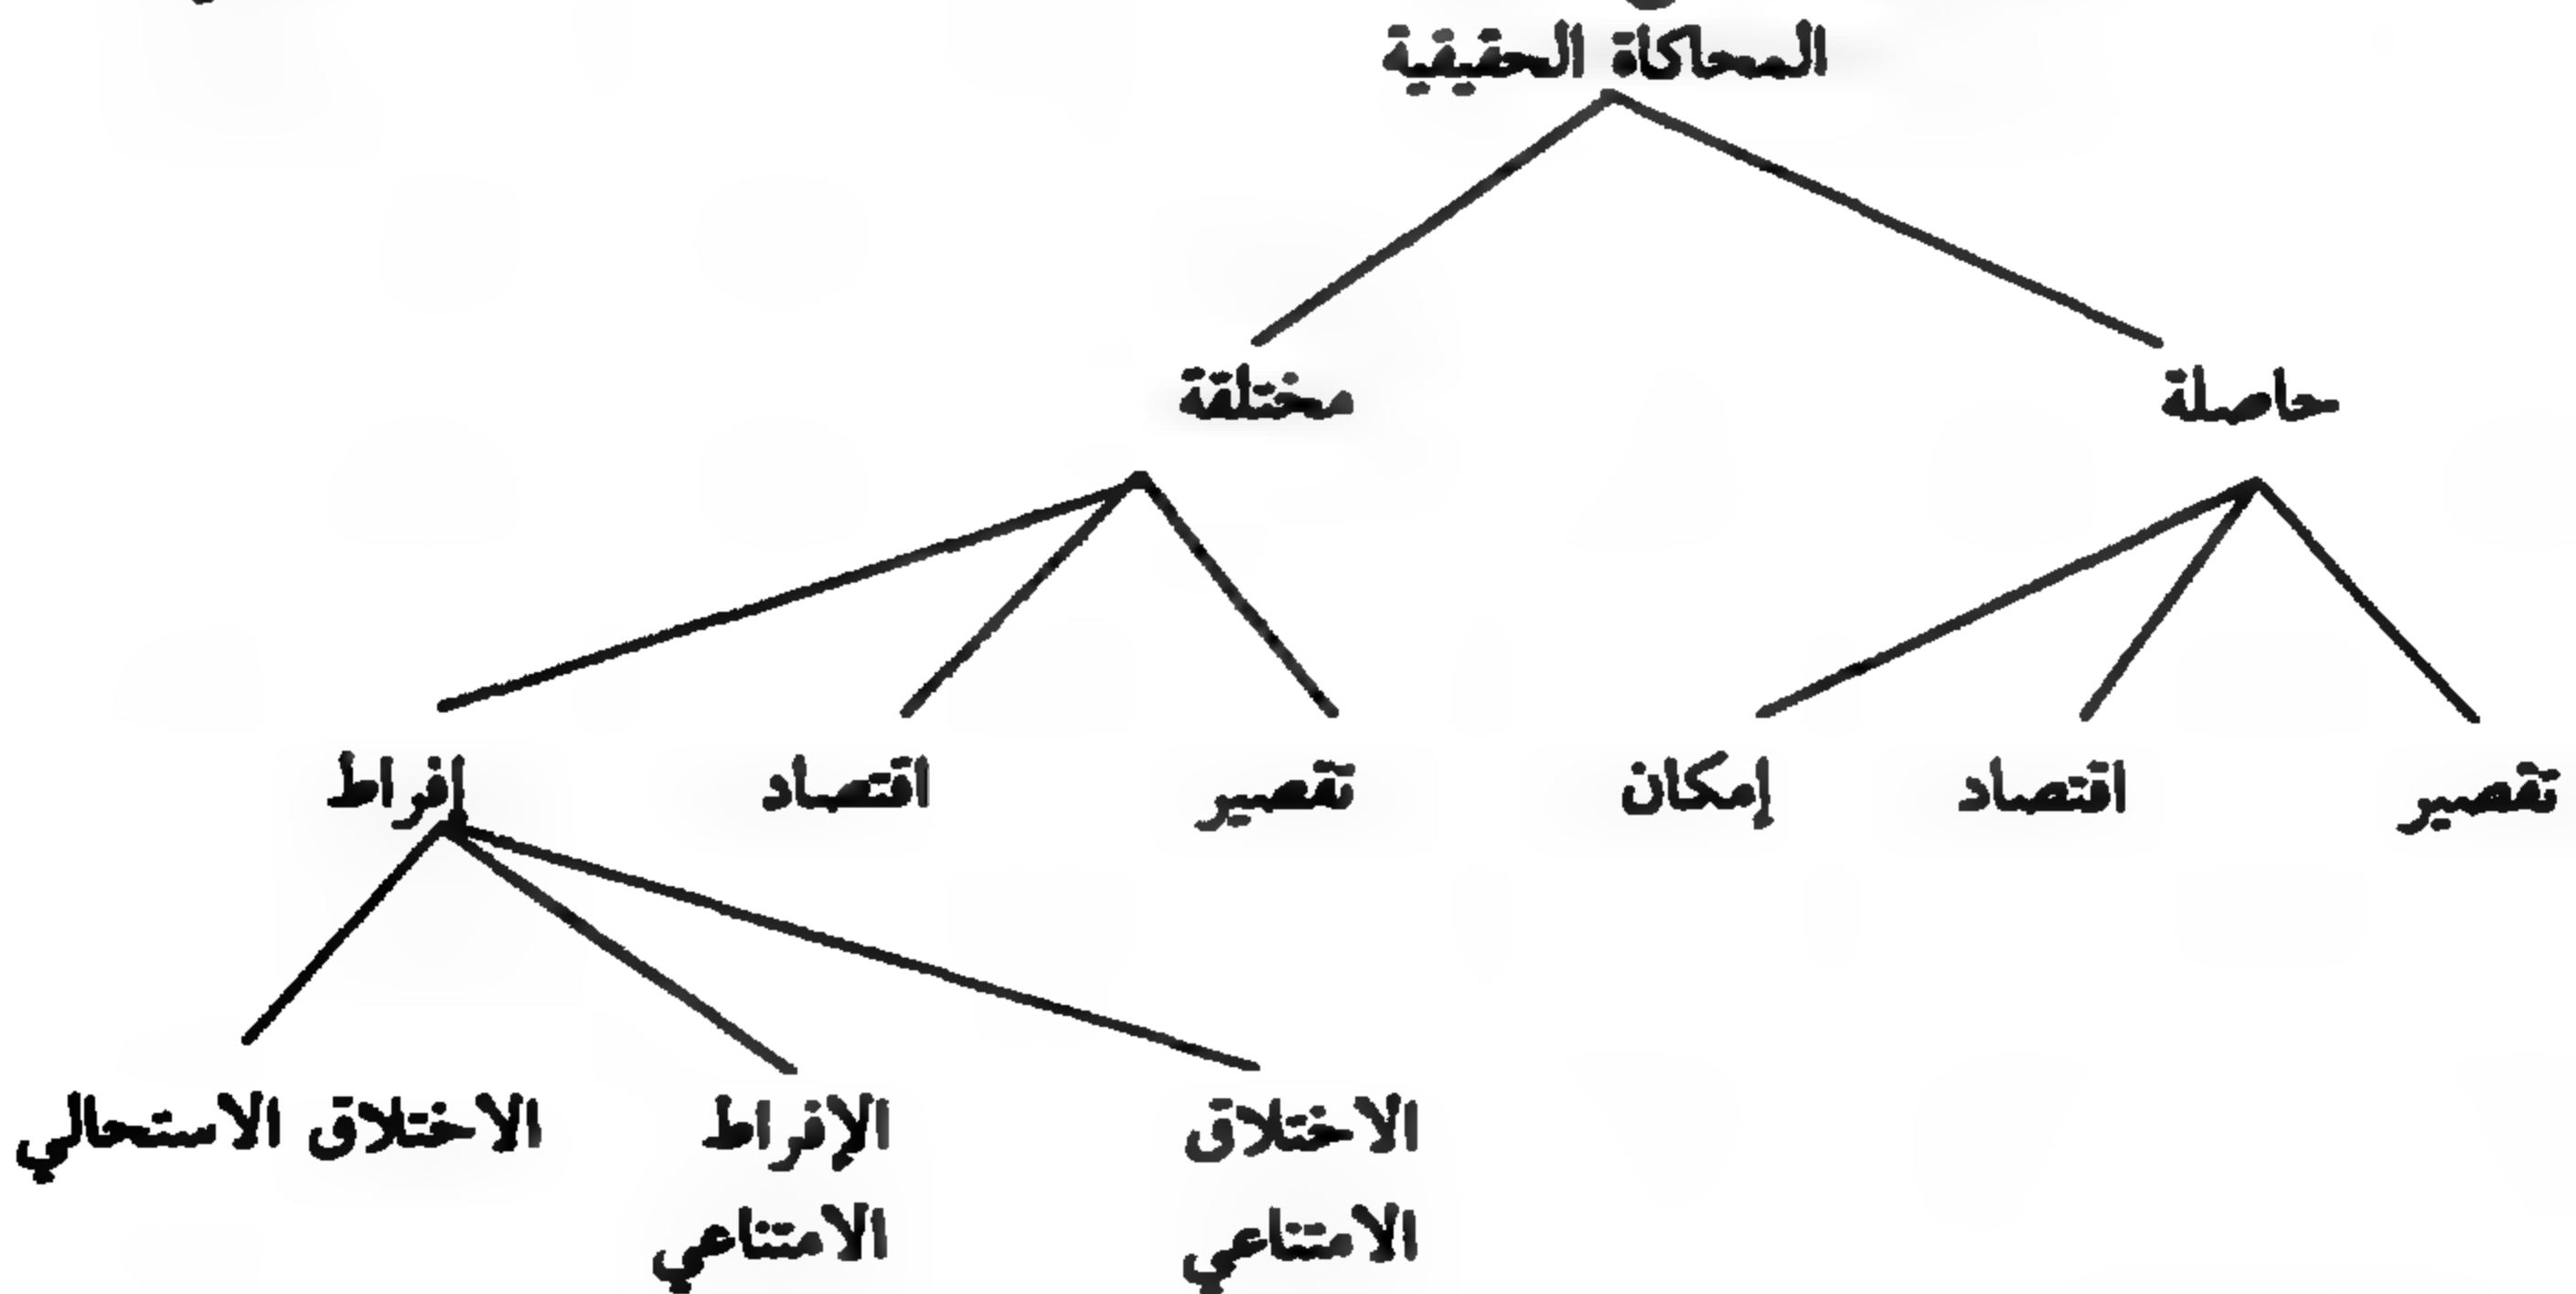 المحاكاة الحقيقية
حاصلة
مختلقة
تقصير
اقتصاد
إمكان
تقصير
اقتصاد
إفراط
الاختلاق
الامتناعي
الإفراط
الامتناعي
الاختلاق الاستحالي